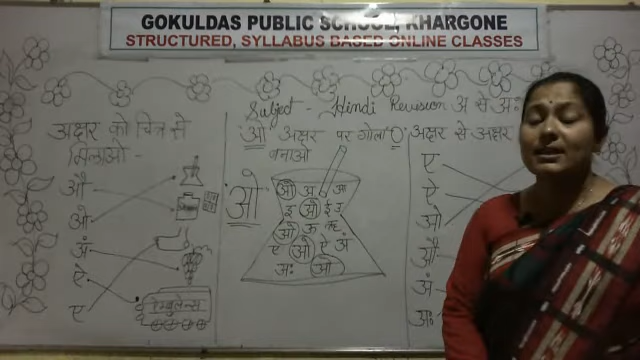 GOKULDAS PUBLIC SCHOOL, KHARGONE
STRUCTURED, SYLLABUS BASED ONLINE CLASSES
Subject - Hindi Revision अ से अः
अक्षर को चित्र से
मिलाओ -
औ
ओ
अं
ऐ
ए
एम्बुलेन्स
ओ अक्षर पर गोला O
बनाओ
ओ
ओ अ आ
इ ओ ई उ
ओ ऊ ऋ
ए ओ ऐ अं
अः ओ
अक्षर से अक्षर
ए
ऐ
ओ
औ
अं
अः